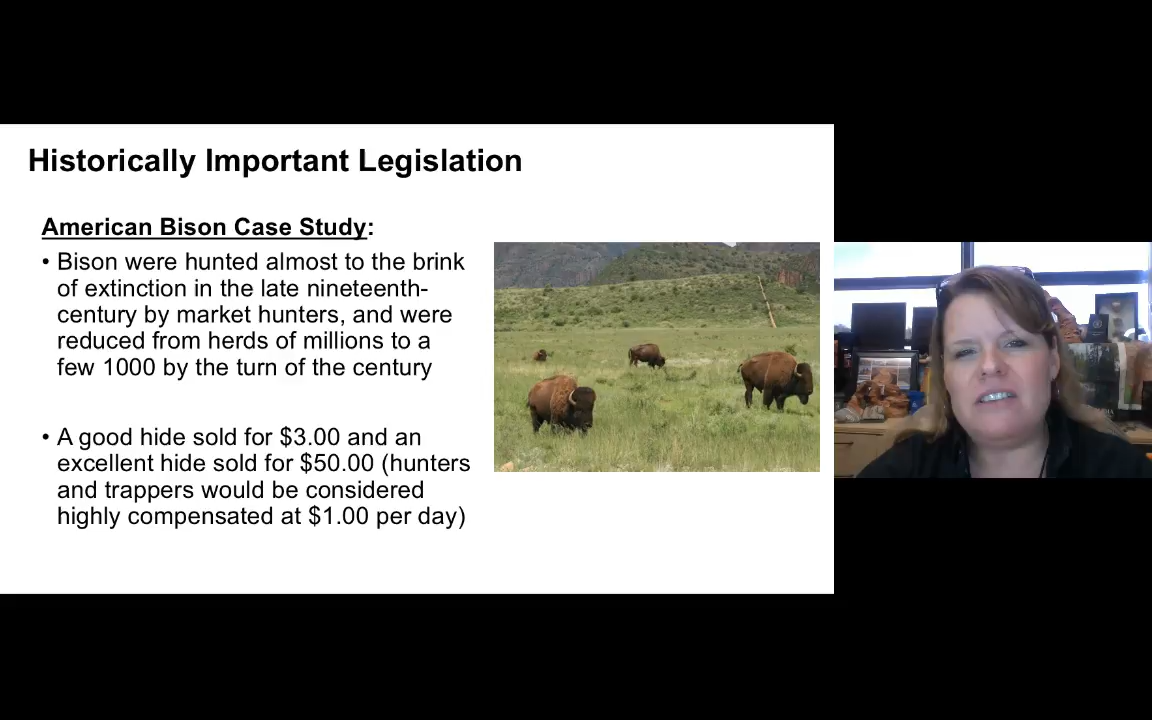 Historically Important Legislation
American Bison Case Study:
• Bison were hunted almost to the brink
of extinction in the late nineteenth-
century by market hunters, and were
reduced from herds of millions to a
few 1000 by the turn of the century
• A good hide sold for $3.00 and an
excellent hide sold for $50.00 (hunters
and trappers would be considered
highly compensated at $1.00 per day)